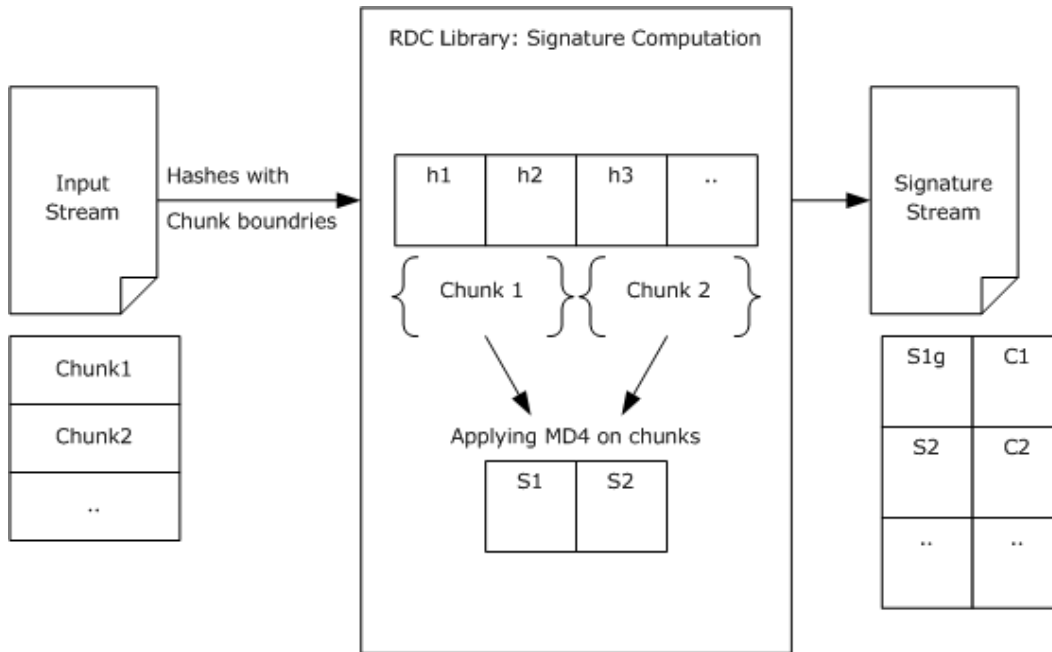 RDC Library: Signature Computation
Input
Stream
Hashes with
Chunk boundries
h1 h2 h3 ..
Chunk 1 Chunk 2
Signature
Stream
Chunk1
Chunk2
..
Applying MD4 on chunks
S1 S2
S1g C1
S2 C2
.. ..